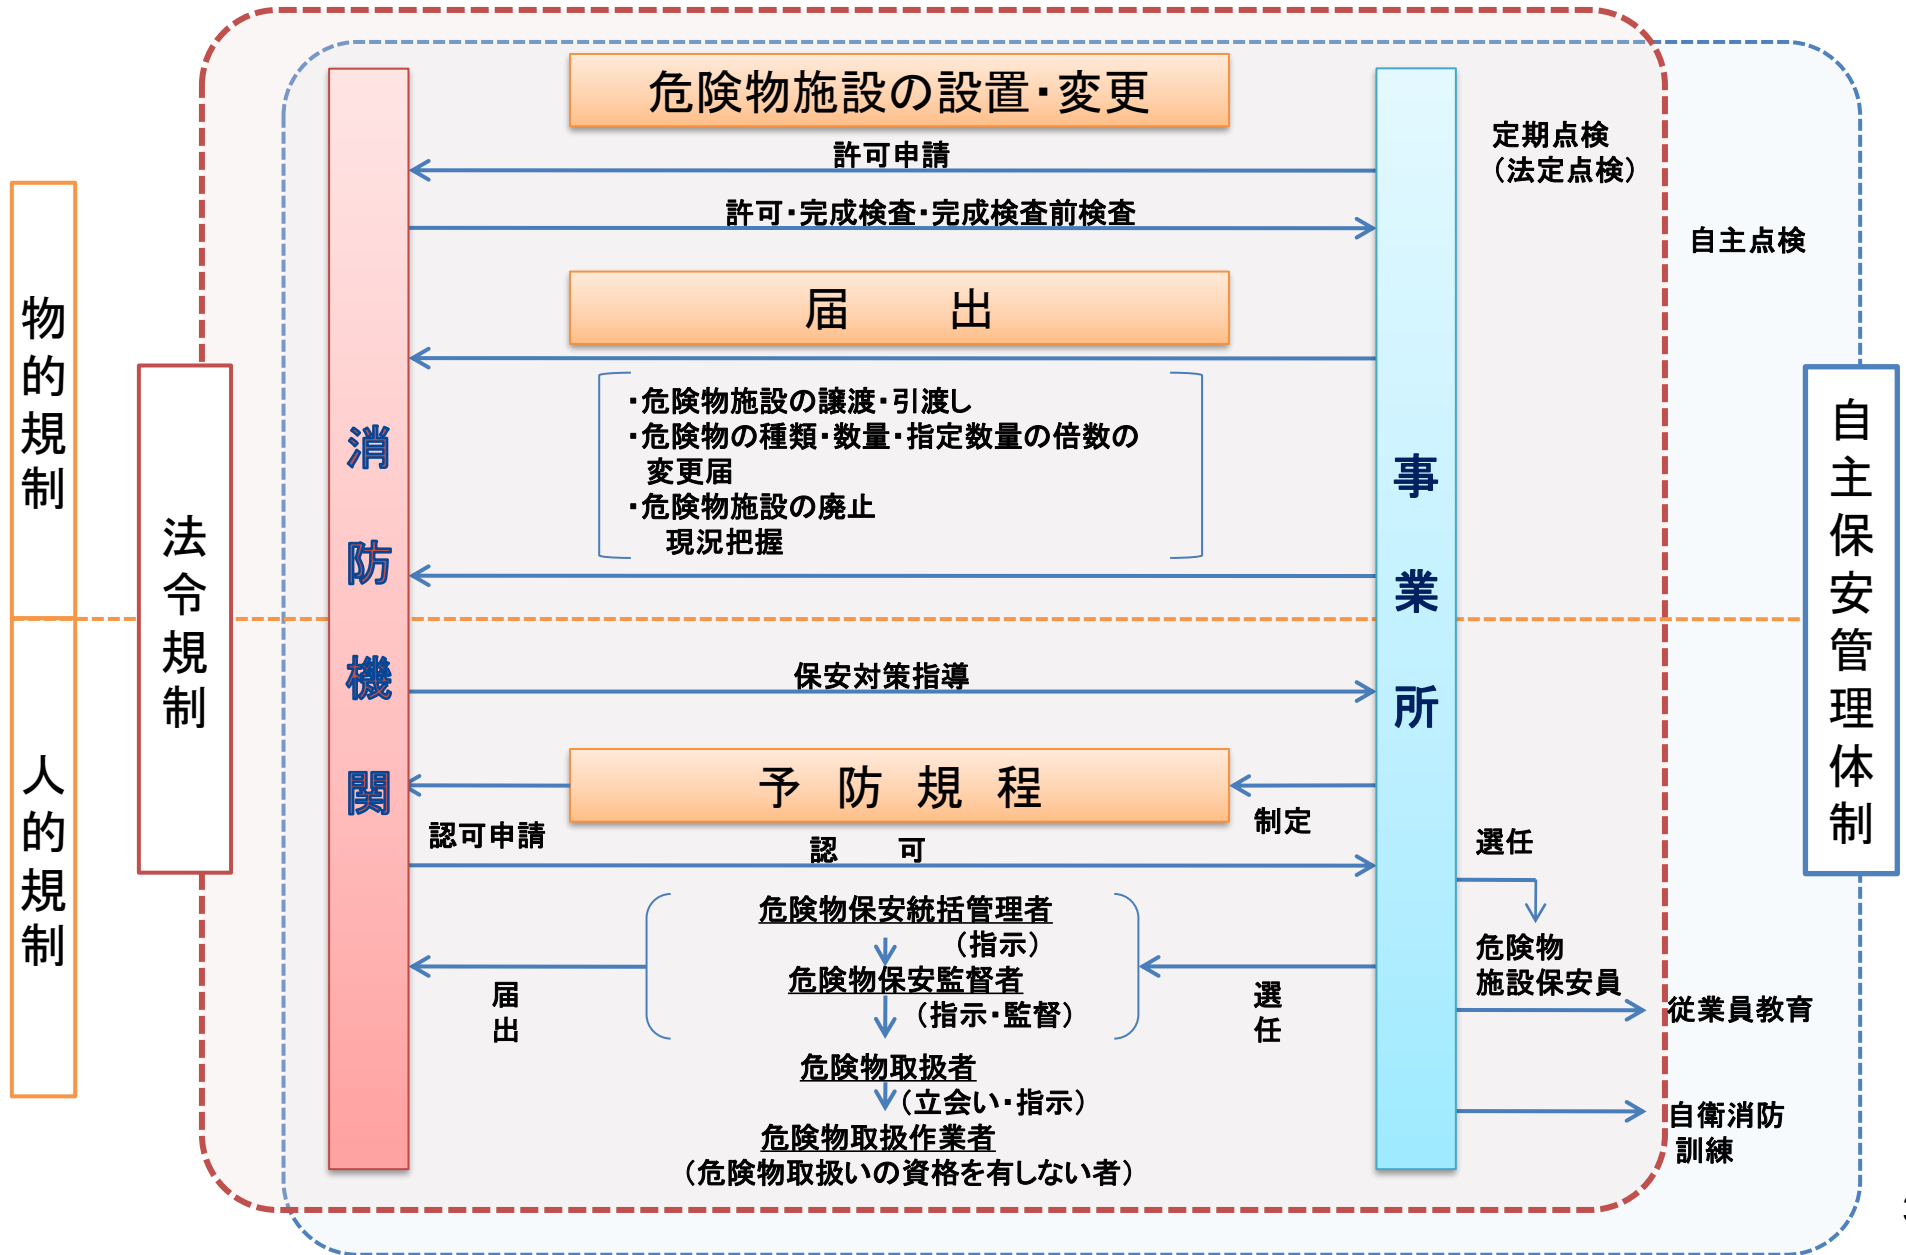 物的規制
人的規制
法令規制
消防機関
危険物施設の設置・変更
許可申請
許可・完成検査・完成検査前検査
届　出
・危険物施設の譲渡・引渡し
・危険物の種類・数量・指定数量の倍数の
変更届
・危険物施設の廃止
現況把握
保安対策指導
予防規程
制定
認可申請
認　可
危険物保安統括管理者
（指示）
危険物保安監督者
（指示・監督）
危険物取扱者
（立会い・指示）
危険物取扱作業者
（危険物取扱いの資格を有しない者）
届出
選任
事業所
定期点検
（法定点検）
自主点検
選任
危険物
施設保安員
従業員教育
自衛消防
訓練
自主保安管理体制